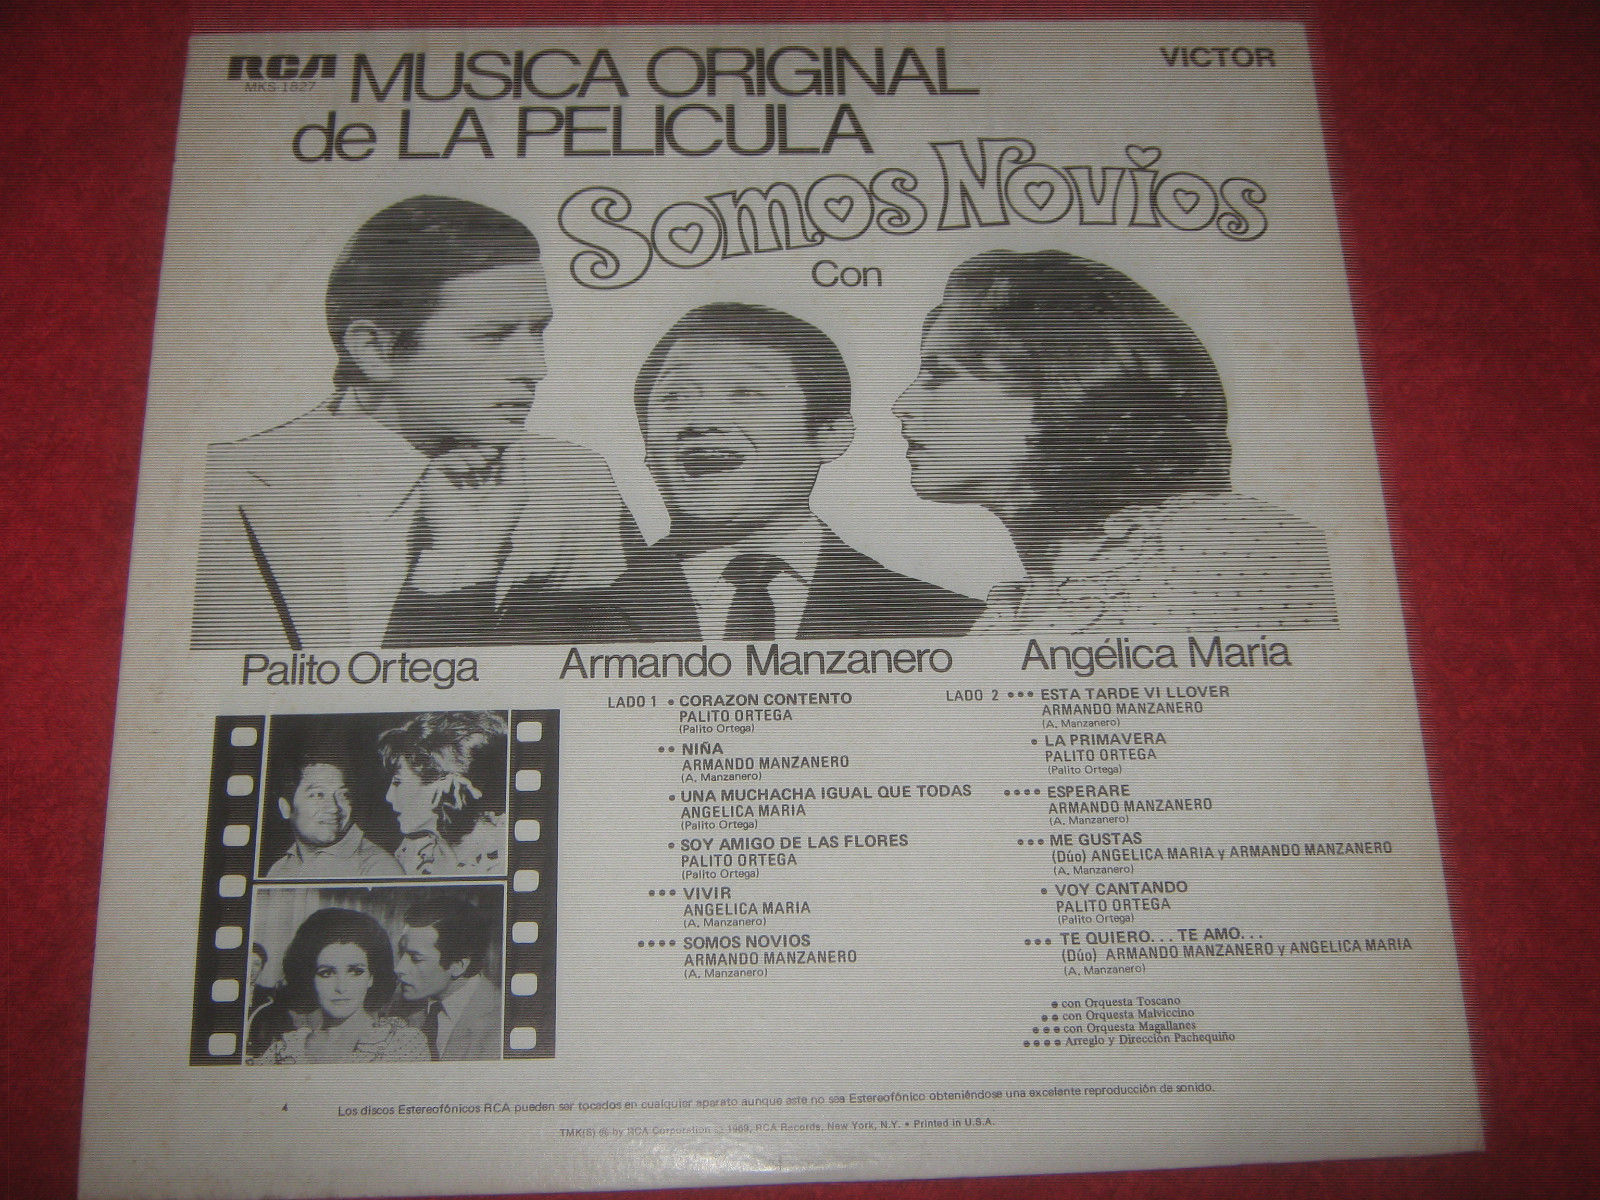 RCA
MKS-1827
VICTOR
MUSICA ORIGINAL
de LA PELICULA
Somos Novios
Con
Palito Ortega
Armando Manzanero
Angélica María
LADO 1 • CORAZON CONTENTO
PALITO ORTEGA
(Palito Ortega)
•• NIÑA
ARMANDO MANZANERO
(A. Manzanero)
• UNA MUCHACHA IGUAL QUE TODAS
ANGELICA MARIA
(Palito Ortega)
• SOY AMIGO DE LAS FLORES
PALITO ORTEGA
(Palito Ortega)
••• VIVIR
ANGELICA MARIA
(A. Manzanero)
•••• SOMOS NOVIOS
ARMANDO MANZANERO
(A. Manzanero)
LADO 2 ••• ESTA TARDE VI LLOVER
ARMANDO MANZANERO
(A. Manzanero)
• LA PRIMAVERA
PALITO ORTEGA
(Palito Ortega)
•••• ESPERARE
ARMANDO MANZANERO
(A. Manzanero)
••• ME GUSTAS
(Dúo) ANGELICA MARIA y ARMANDO MANZANERO
(A. Manzanero)
• VOY CANTANDO
PALITO ORTEGA
(Palito Ortega)
••• TE QUIERO... TE AMO...
(Dúo) ARMANDO MANZANERO y ANGELICA MARIA
(A. Manzanero)
• con Orquesta Toscano
•• con Orquesta Malviccino
••• con Orquesta Magallanes
•••• Arreglo y Dirección Pachequiño
4
Los discos Estereofónicos RCA pueden ser tocados en cualquier aparato aunque este no sea Estereofónico obteniéndose una excelente reproducción de sonido.
TMK(S) ® by RCA Corporation © 1969, RCA Records, New York, N.Y. • Printed in U.S.A.